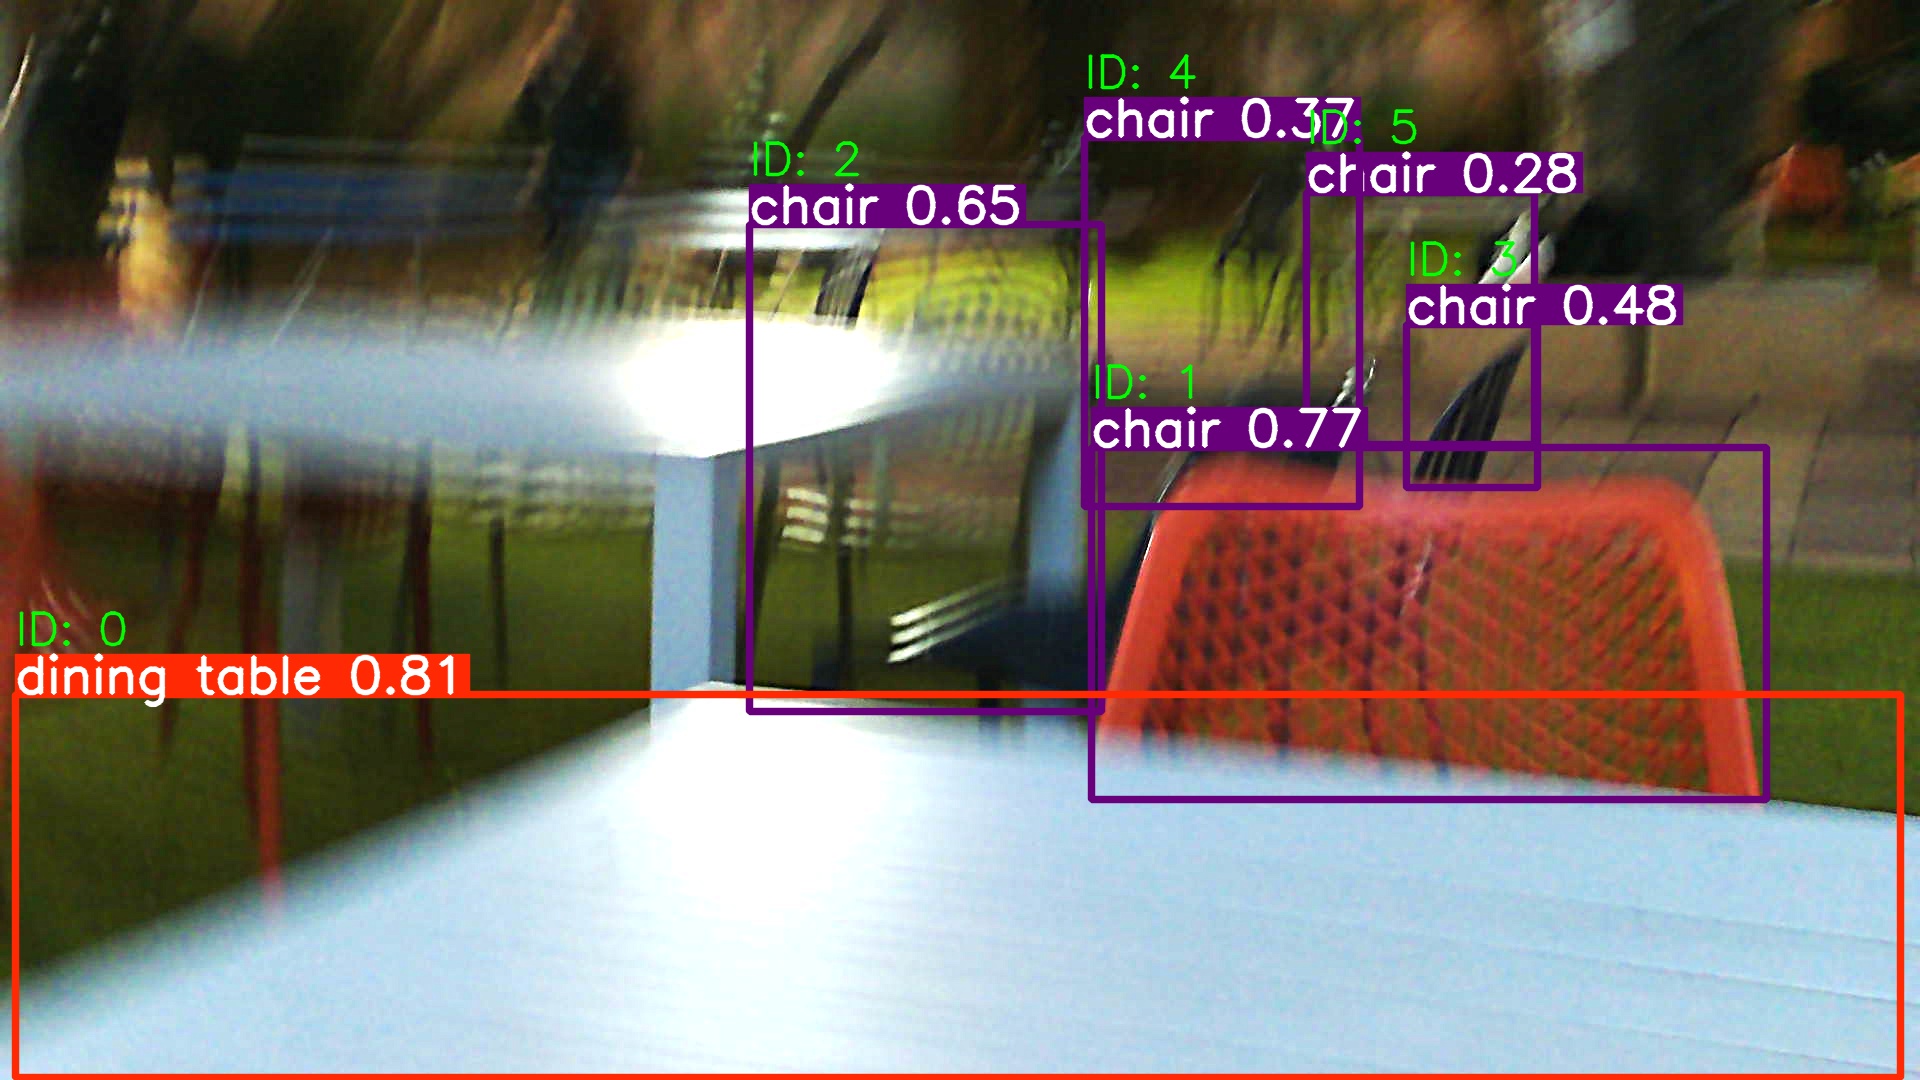 ID: 4
chair 0.37
ID: 5
chair 0.28
ID: 2
chair 0.65
ID: 3
chair 0.48
ID: 1
chair 0.77
ID: 0
dining table 0.81